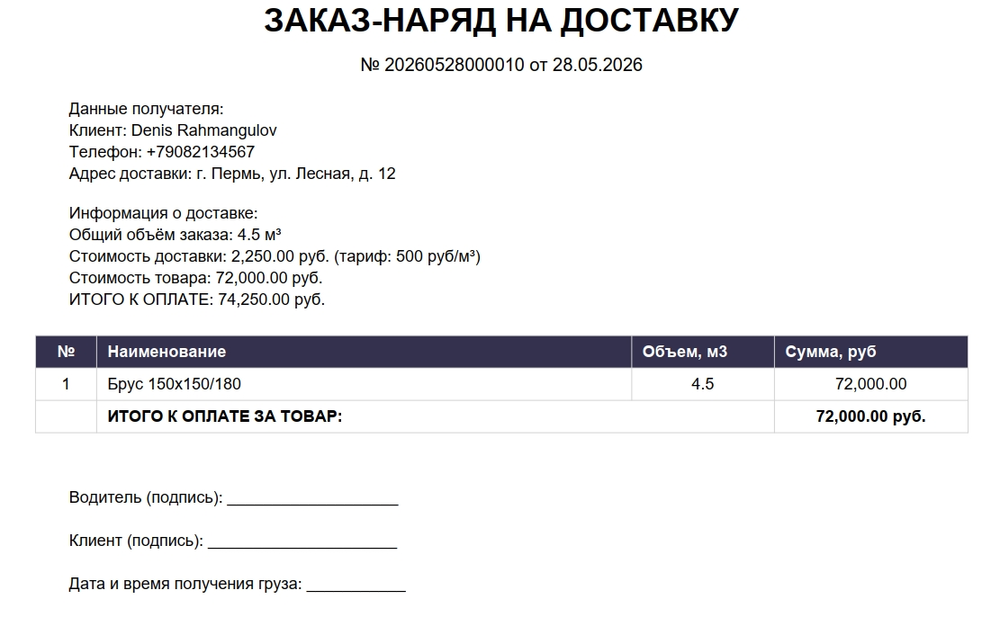 ЗАКАЗ-НАРЯД НА ДОСТАВКУ
№ 20260528000010 от 28.05.2026
Данные получателя:
Клиент: Denis Rahmangulov
Телефон: +79082134567
Адрес доставки: г. Пермь, ул. Лесная, д. 12
Информация о доставке:
Общий объём заказа: 4.5 м³
Стоимость доставки: 2,250.00 руб. (тариф: 500 руб/м³)
Стоимость товара: 72,000.00 руб.
ИТОГО К ОПЛАТЕ: 74,250.00 руб.
№ Наименование Объем, м3 Сумма, руб
1 Брус 150x150/180 4.5 72,000.00
ИТОГО К ОПЛАТЕ ЗА ТОВАР: 72,000.00 руб.
Водитель (подпись): ___________________
Клиент (подпись): _____________________
Дата и время получения груза: ___________